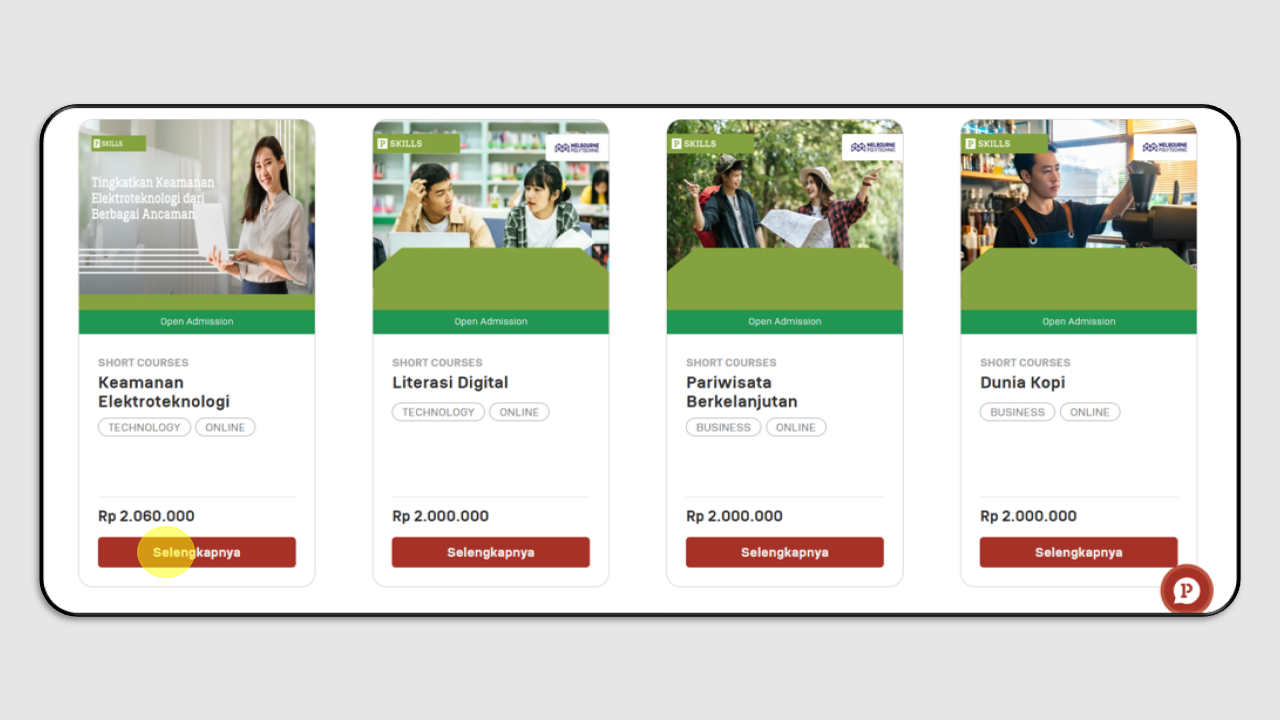 P SKILLS
Tingkatkan Keamanan
Elektroteknologi dari
Berbagai Ancaman
Open Admission
SHORT COURSES
Keamanan
Elektroteknologi
TECHNOLOGY ONLINE
Rp 2.060.000
Selengkapnya
P SKILLS
MELBOURNE
POLYTECHNIC
Open Admission
SHORT COURSES
Literasi Digital
TECHNOLOGY ONLINE
Rp 2.000.000
Selengkapnya
P SKILLS
MELBOURNE
POLYTECHNIC
Open Admission
SHORT COURSES
Pariwisata
Berkelanjutan
BUSINESS ONLINE
Rp 2.000.000
Selengkapnya
P SKILLS
MELBOURNE
POLYTECHNIC
Open Admission
SHORT COURSES
Dunia Kopi
BUSINESS ONLINE
Rp 2.000.000
Selengkapnya
P